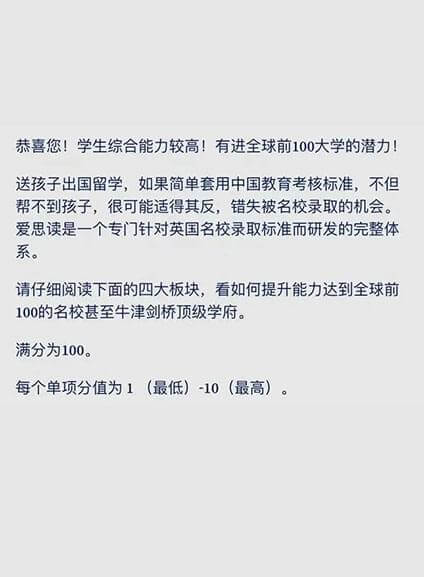 恭喜您！学生综合能力较高！有进全球前100大学的潜力！
送孩子出国留学，如果简单套用中国教育考核标准，不但
帮不到孩子，很可能适得其反，错失被名校录取的机会。
爱思读是一个专门针对英国名校录取标准而研发的完整体
系。
请仔细阅读下面的四大板块，看如何提升能力达到全球前
100的名校甚至牛津剑桥顶级学府。
满分为100。
每个单项分值为 1 （最低）-10（最高）。